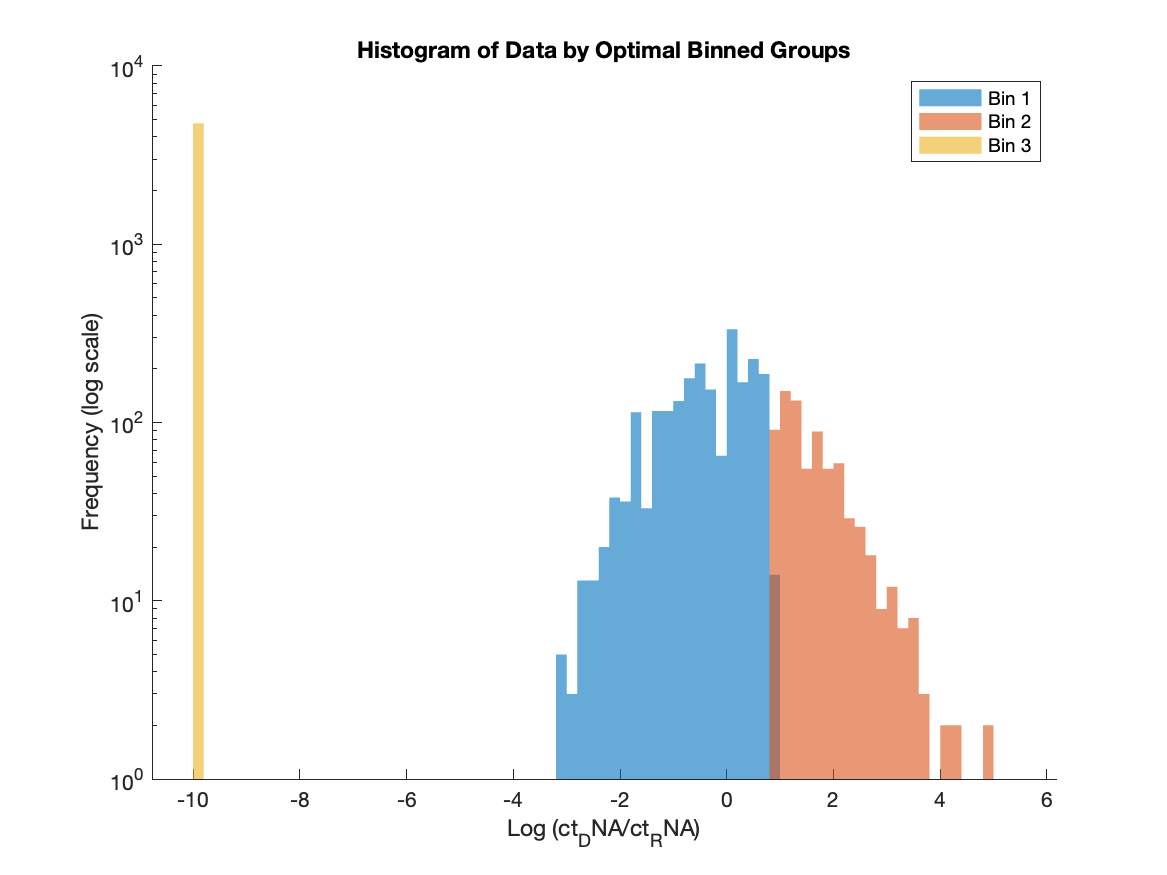 Histogram of Data by Optimal Binned Groups
10^4
10^3
10^2
10^1
10^0
Frequency (log scale)
Bin 1
Bin 2
Bin 3
-10 -8 -6 -4 -2 0 2 4 6
Log (ct_DNA/ct_RNA)